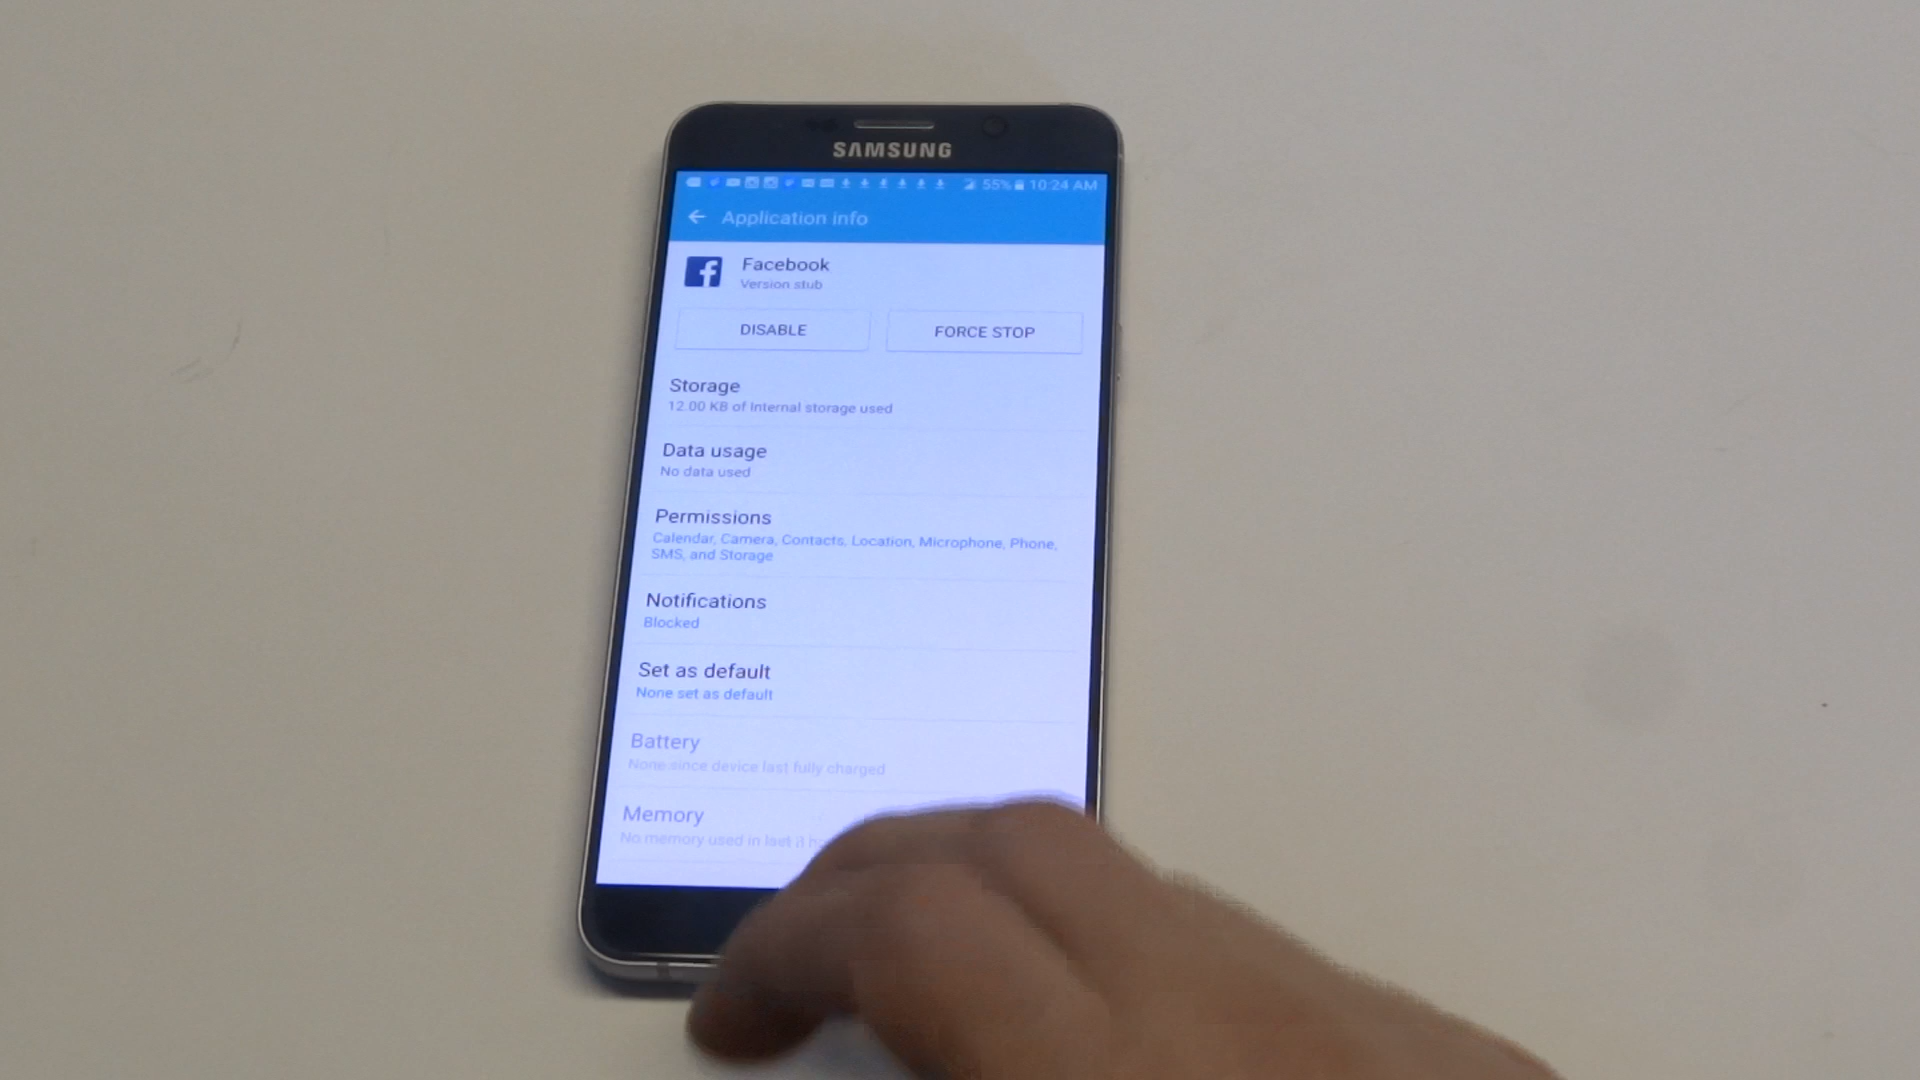 SAMSUNG
55% 10:24 AM
Application info
Facebook
Version stub
DISABLE
FORCE STOP
Storage
12.00 KB of Internal storage used
Data usage
No data used
Permissions
Calendar, Camera, Contacts, Location, Microphone, Phone,
SMS, and Storage
Notifications
Blocked
Set as default
None set as default
Battery
None since device last fully charged
Memory
No memory used in last